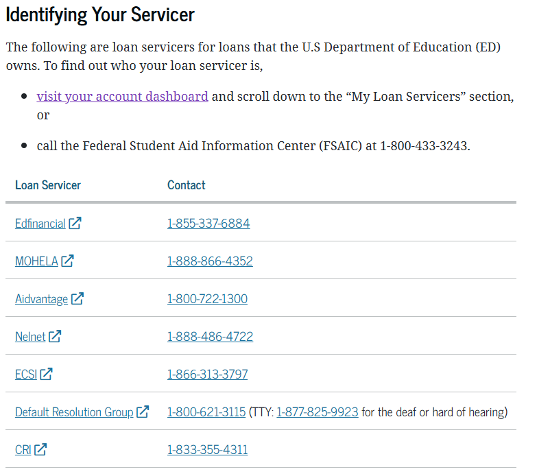 Identifying Your Servicer
The following are loan servicers for loans that the U.S Department of Education (ED)
owns. To find out who your loan servicer is,
• visit your account dashboard and scroll down to the “My Loan Servicers” section,
or
• call the Federal Student Aid Information Center (FSAIC) at 1-800-433-3243.
Loan Servicer Contact
Edfinancial 1-855-337-6884
MOHELA 1-888-866-4352
Aidvantage 1-800-722-1300
Nelnet 1-888-486-4722
ECSI 1-866-313-3797
Default Resolution Group 1-800-621-3115 (TTY: 1-877-825-9923 for the deaf or hard of hearing)
CRI 1-833-355-4311